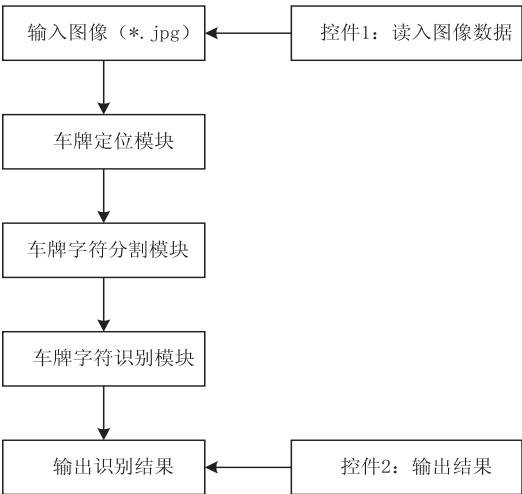 输入图像（*.jpg）
控件1：读入图像数据
车牌定位模块
车牌字符分割模块
车牌字符识别模块
输出识别结果
控件2：输出结果